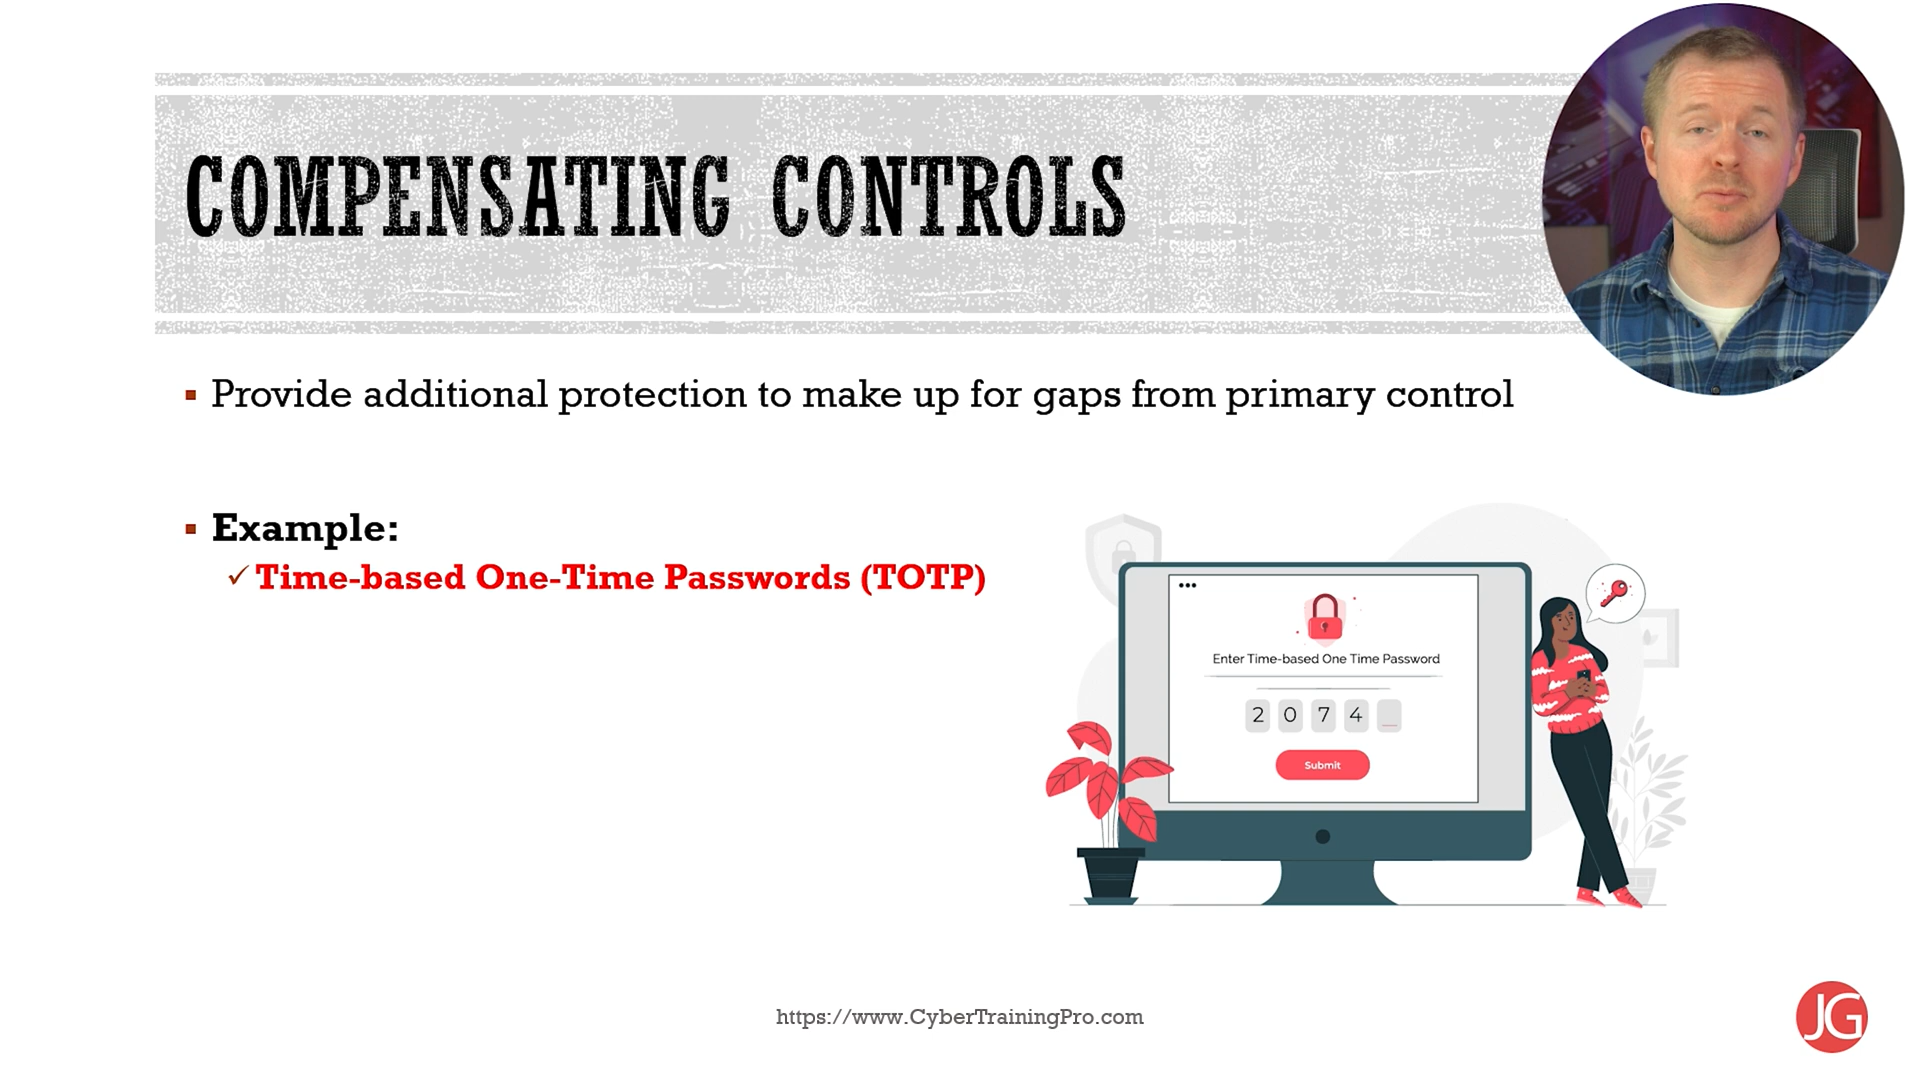 COMPENSATING CONTROLS
Provide additional protection to make up for gaps from primary control
Example:
Time-based One-Time Passwords (TOTP)
Enter Time-based One Time Password
2 0 7 4 _
Submit
https://www.CyberTrainingPro.com
JG